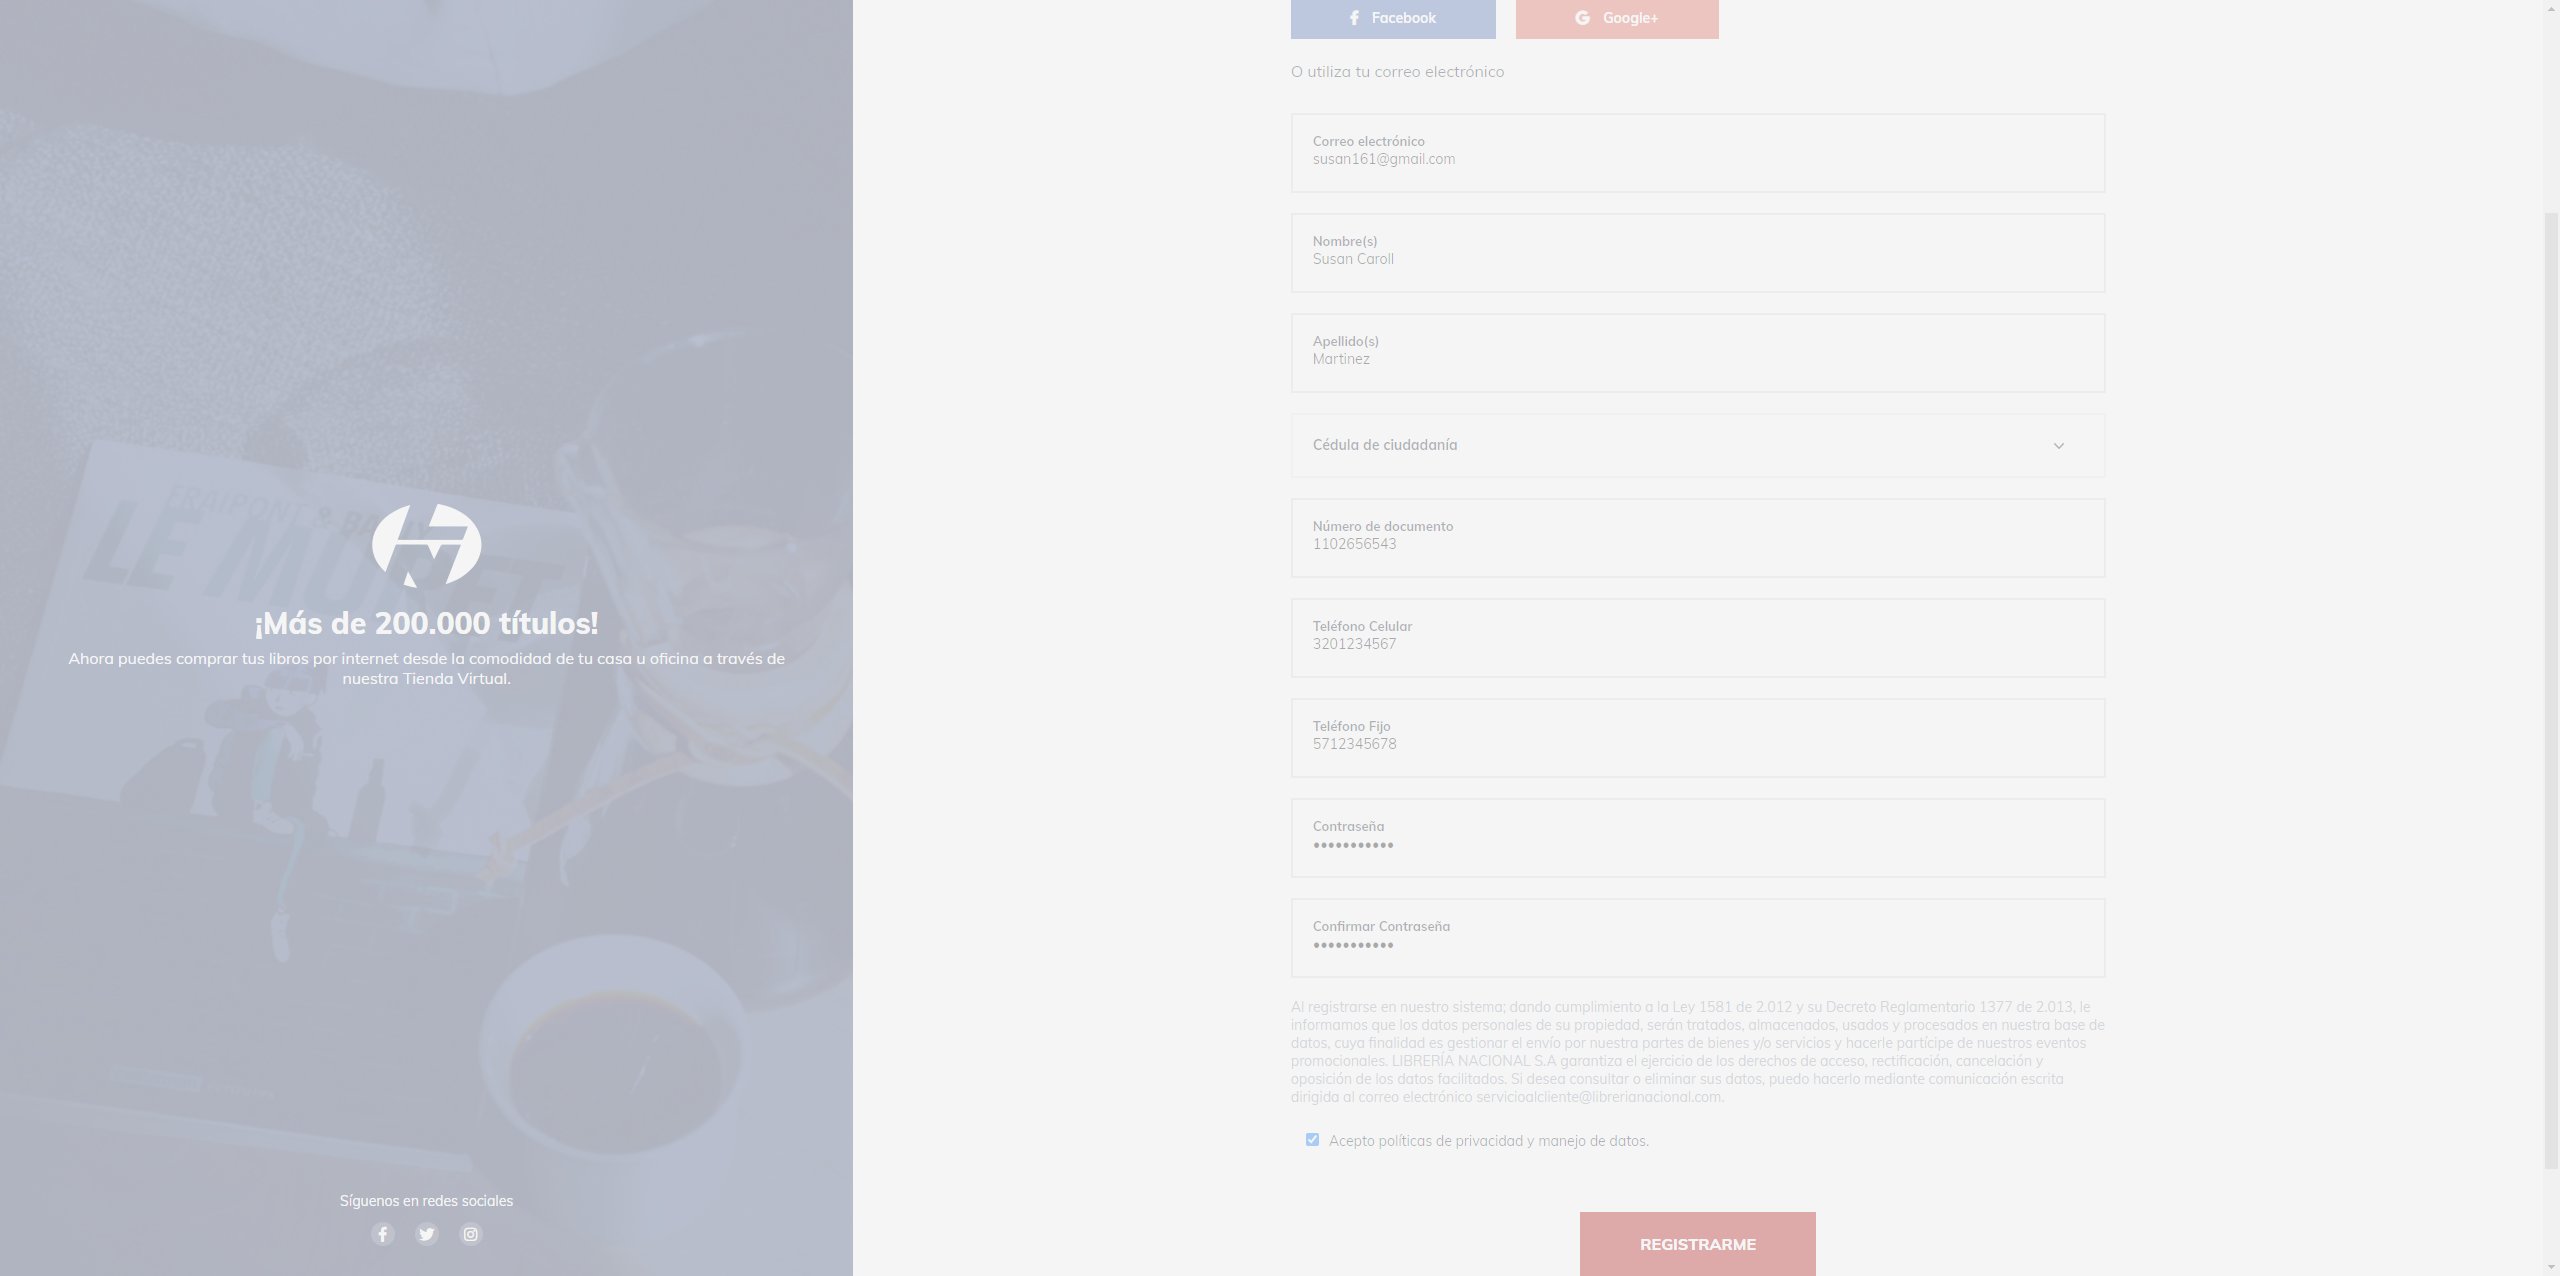 FRAIPONT & BAILLY
¡Más de 200.000 títulos!
Ahora puedes comprar tus libros por internet desde la comodidad de tu casa u oficina a través de
nuestra Tienda Virtual.
Síguenos en redes sociales
Facebook
Google+
O utiliza tu correo electrónico
Correo electrónico
susan161@gmail.com
Nombre(s)
Susan Caroll
Apellido(s)
Martinez
Cédula de ciudadanía
Número de documento
1102656543
Teléfono Celular
3201234567
Teléfono Fijo
5712345678
Contraseña
•••••••••••
Confirmar Contraseña
•••••••••••
Al registrarse en nuestro sistema; dando cumplimiento a la Ley 1581 de 2.012 y su Decreto Reglamentario 1377 de 2.013, le
informamos que los datos personales de su propiedad, serán tratados, almacenados, usados y procesados en nuestra base de
datos, cuya finalidad es gestionar el envío por nuestra partes de bienes y/o servicios y hacerle partícipe de nuestros eventos
promocionales. LIBRERÍA NACIONAL S.A garantiza el ejercicio de los derechos de acceso, rectificación, cancelación y
oposición de los datos facilitados. Si desea consultar o eliminar sus datos, puedo hacerlo mediante comunicación escrita
dirigida al correo electrónico servicioalcliente@librerianacional.com.
Acepto políticas de privacidad y manejo de datos.
REGISTRARME